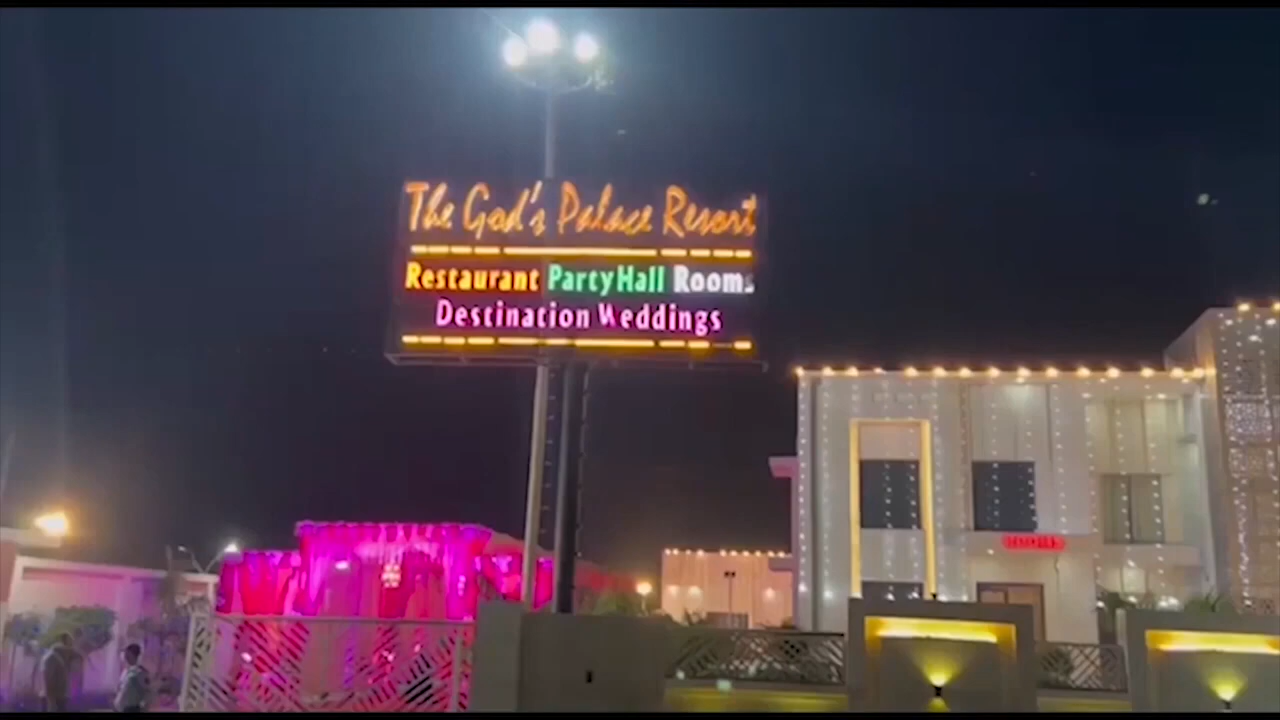 The God's Palace Resort
Restaurant PartyHall Rooms
Destination Weddings